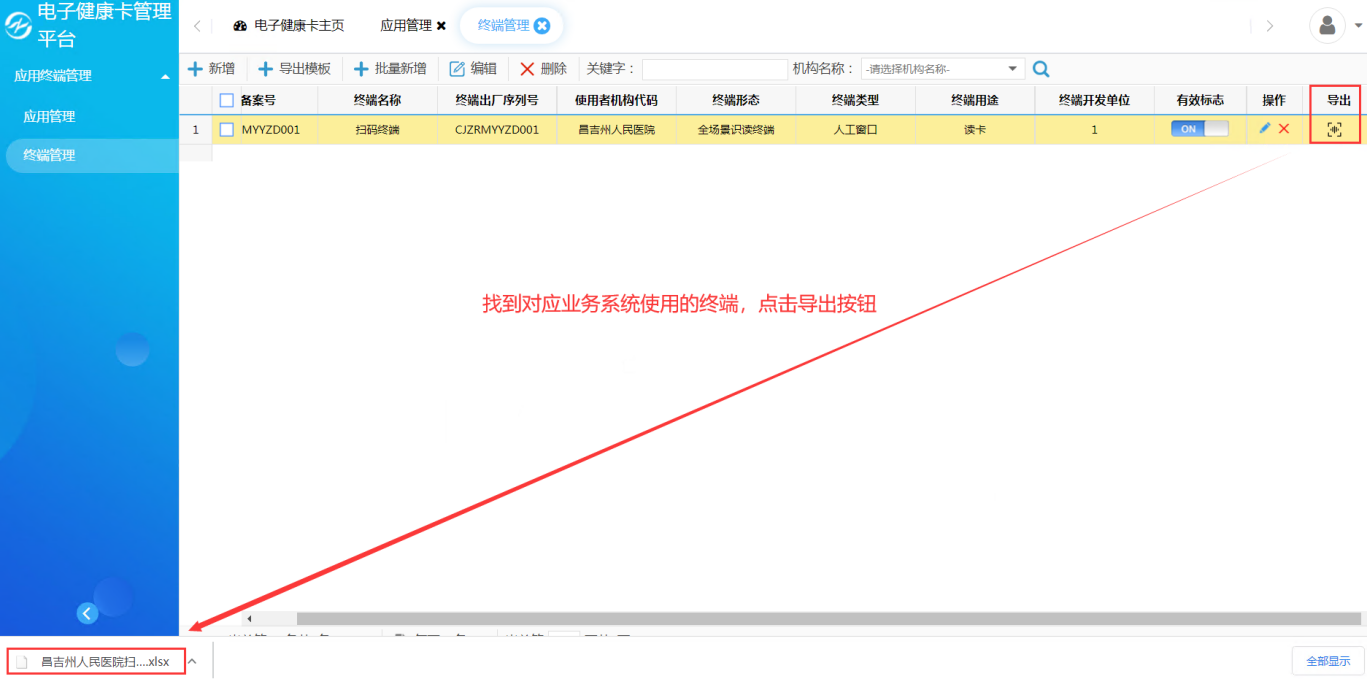 电子健康卡管理
平台
电子健康卡主页 应用管理 终端管理
应用终端管理
应用管理
终端管理
新增 导出模板 批量新增 编辑 删除 关键字： 机构名称： -请选择机构名称-
备案号 终端名称 终端出厂序列号 使用者机构代码 终端形态 终端类型 终端用途 终端开发单位 有效标志 操作 导出
1 MYYZD001 扫码终端 CJZRMYYZD001 昌吉州人民医院 全场景识读终端 人工窗口 读卡 1 ON
找到对应业务系统使用的终端，点击导出按钮
昌吉州人民医院扫....xlsx
全部显示